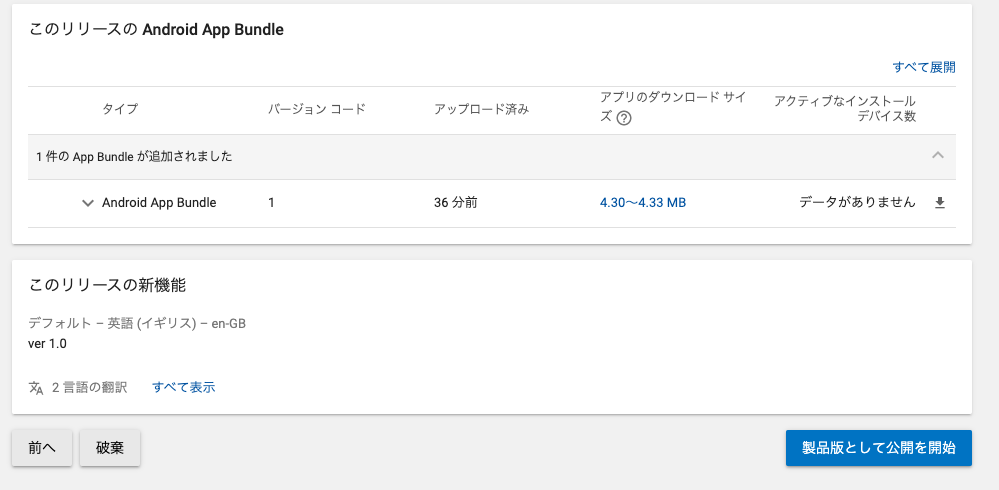 このリリースの Android App Bundle
すべて展開
タイプ
バージョン コード
アップロード済み
アプリのダウンロード サイ
ズ ?
アクティブなインストール
デバイス数
1 件の App Bundle が追加されました
Android App Bundle 1 36 分前 4.30～4.33 MB データがありません
このリリースの新機能
デフォルト – 英語 (イギリス) – en-GB
ver 1.0
文A 2 言語の翻訳 すべて表示
前へ 破棄 製品版として公開を開始